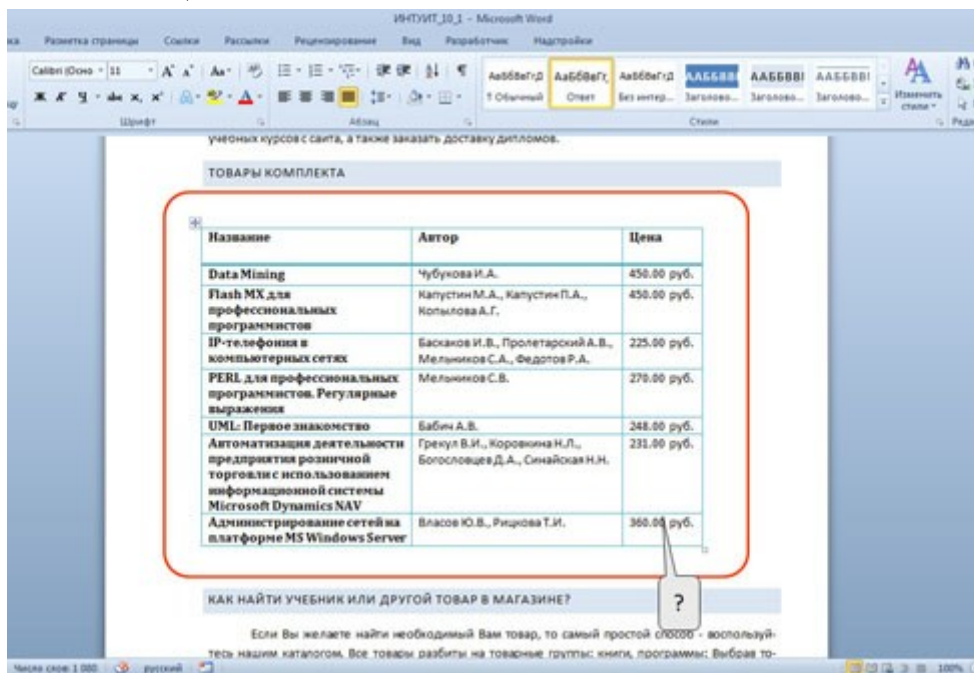 ИНТУИТ_10_1 - Microsoft Word
Разметка страницы Ссылки Рассылки Рецензирование Вид Разработчик Надстройки
Calibri (Осно 11
Ж К Ч
АаБбВвГгД АаБбВвГг АаБбВвГгД ААББВВ ААББВВ ААББВВ
¶ Обычный Ответ Без интер... Заголово... Заголово... Заголово... Изменить стили
Шрифт Абзац Стили
учебных курсов с сайта, а также заказать доставку дипломов.
ТОВАРЫ КОМПЛЕКТА
Название Автор Цена
Data Mining Чубукова И.А. 450.00 руб.
Flash MX для Капустин М.А., Капустин П.А., 450.00 руб.
профессиональных Копылова А.Г.
программистов
IP-телефония в Баскаков И.В., Пролетарский А.В., 225.00 руб.
компьютерных сетях Мельников С.А., Федотов Р.А.
PERL для профессиональных Мельников С.В. 270.00 руб.
программистов. Регулярные
выражения
UML: Первое знакомство Бабич А.В. 248.00 руб.
Автоматизация деятельности Грекул В.И., Коровкина Н.Л., 231.00 руб.
предприятия розничной Богословцев Д.А., Синайская Н.Н.
торговли с использованием
информационной системы
Microsoft Dynamics NAV
Администрирование сетей на Власов Ю.В., Рицкова Т.И. 360.00 руб.
платформе MS Windows Server
?
КАК НАЙТИ УЧЕБНИК ИЛИ ДРУГОЙ ТОВАР В МАГАЗИНЕ?
Если Вы желаете найти необходимый Вам товар, то самый простой способ - воспользуй-
тесь нашим каталогом. Все товары разбиты на товарные группы: книги, программы; Выбрав то-
Число слов: 1 080 русский 100%